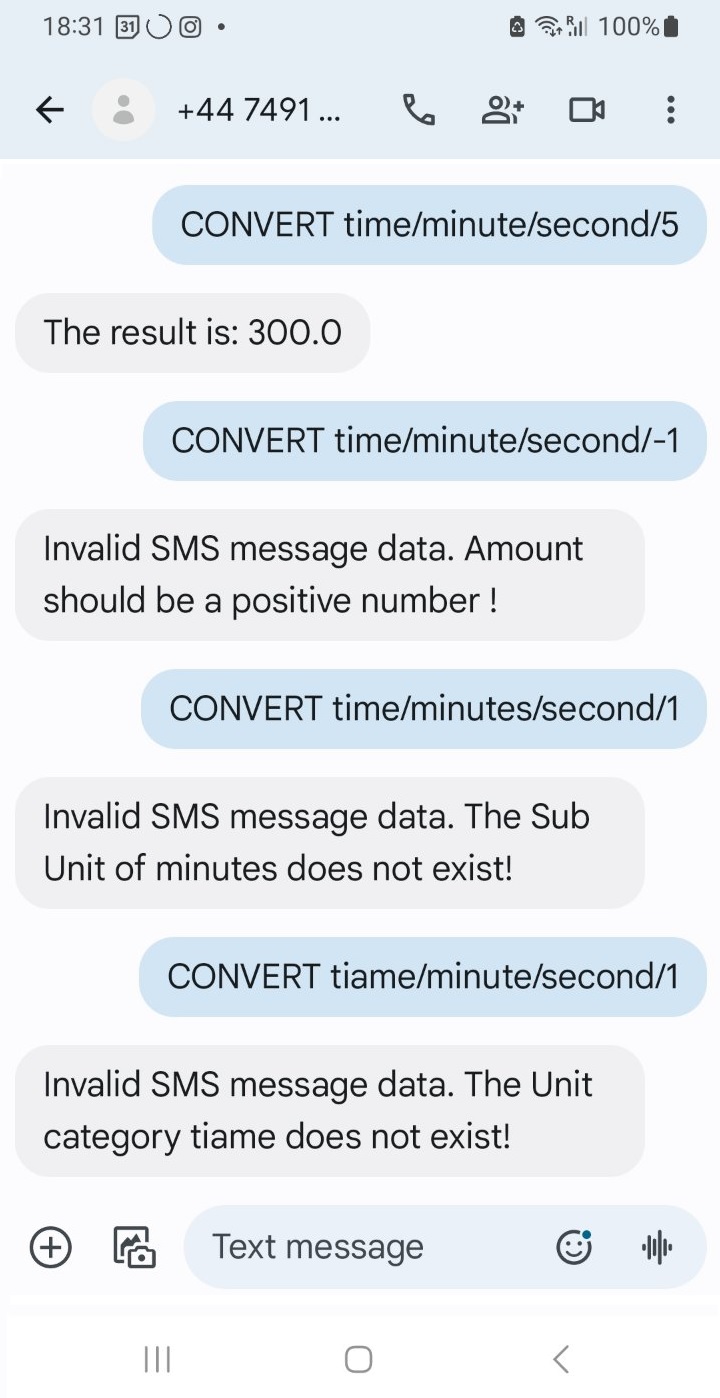 18:31
31
R
100%
+44 7491 ...
CONVERT time/minute/second/5
The result is: 300.0
CONVERT time/minute/second/-1
Invalid SMS message data. Amount
should be a positive number !
CONVERT time/minutes/second/1
Invalid SMS message data. The Sub
Unit of minutes does not exist!
CONVERT tiame/minute/second/1
Invalid SMS message data. The Unit
category tiame does not exist!
Text message